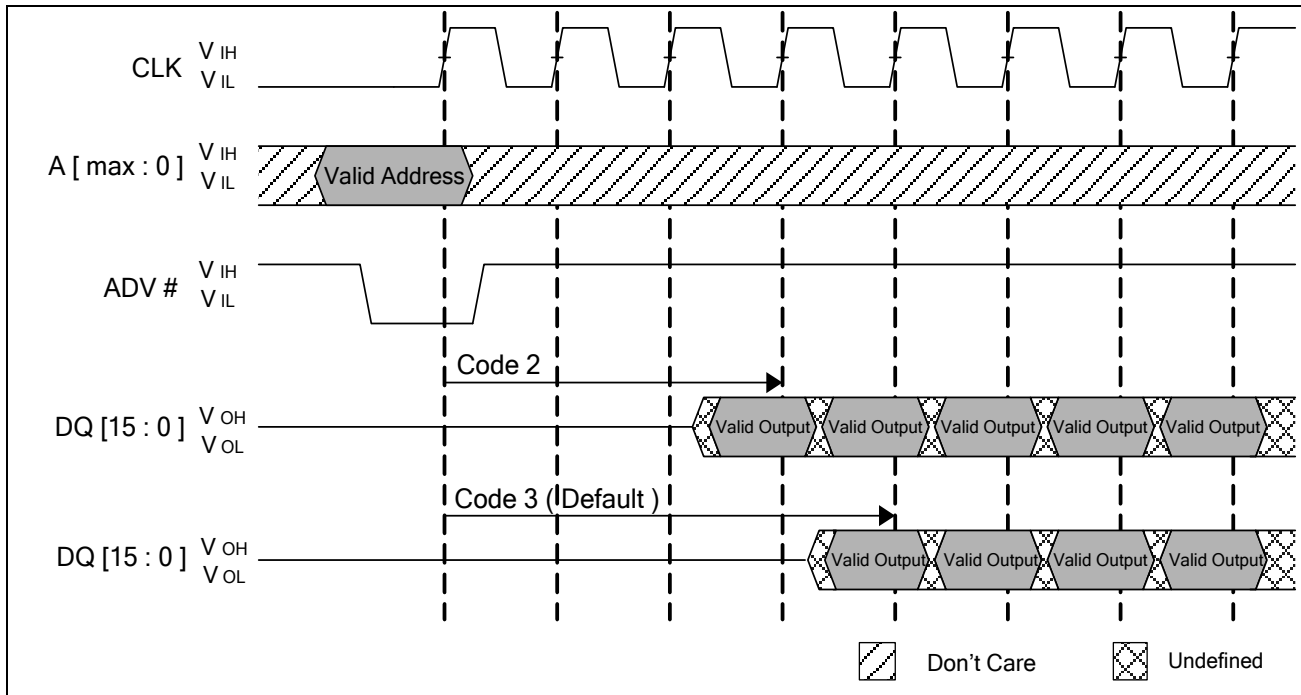 CLK V IH
V IL
A [ max : 0 ] V IH
V IL
Valid Address
ADV # V IH
V IL
Code 2
DQ [15 : 0 ] V OH
V OL
Valid Output Valid Output Valid Output Valid Output Valid Output
Code 3 ( Default )
DQ [15 : 0 ] V OH
V OL
Valid Output Valid Output Valid Output Valid Output
Don't Care Undefined